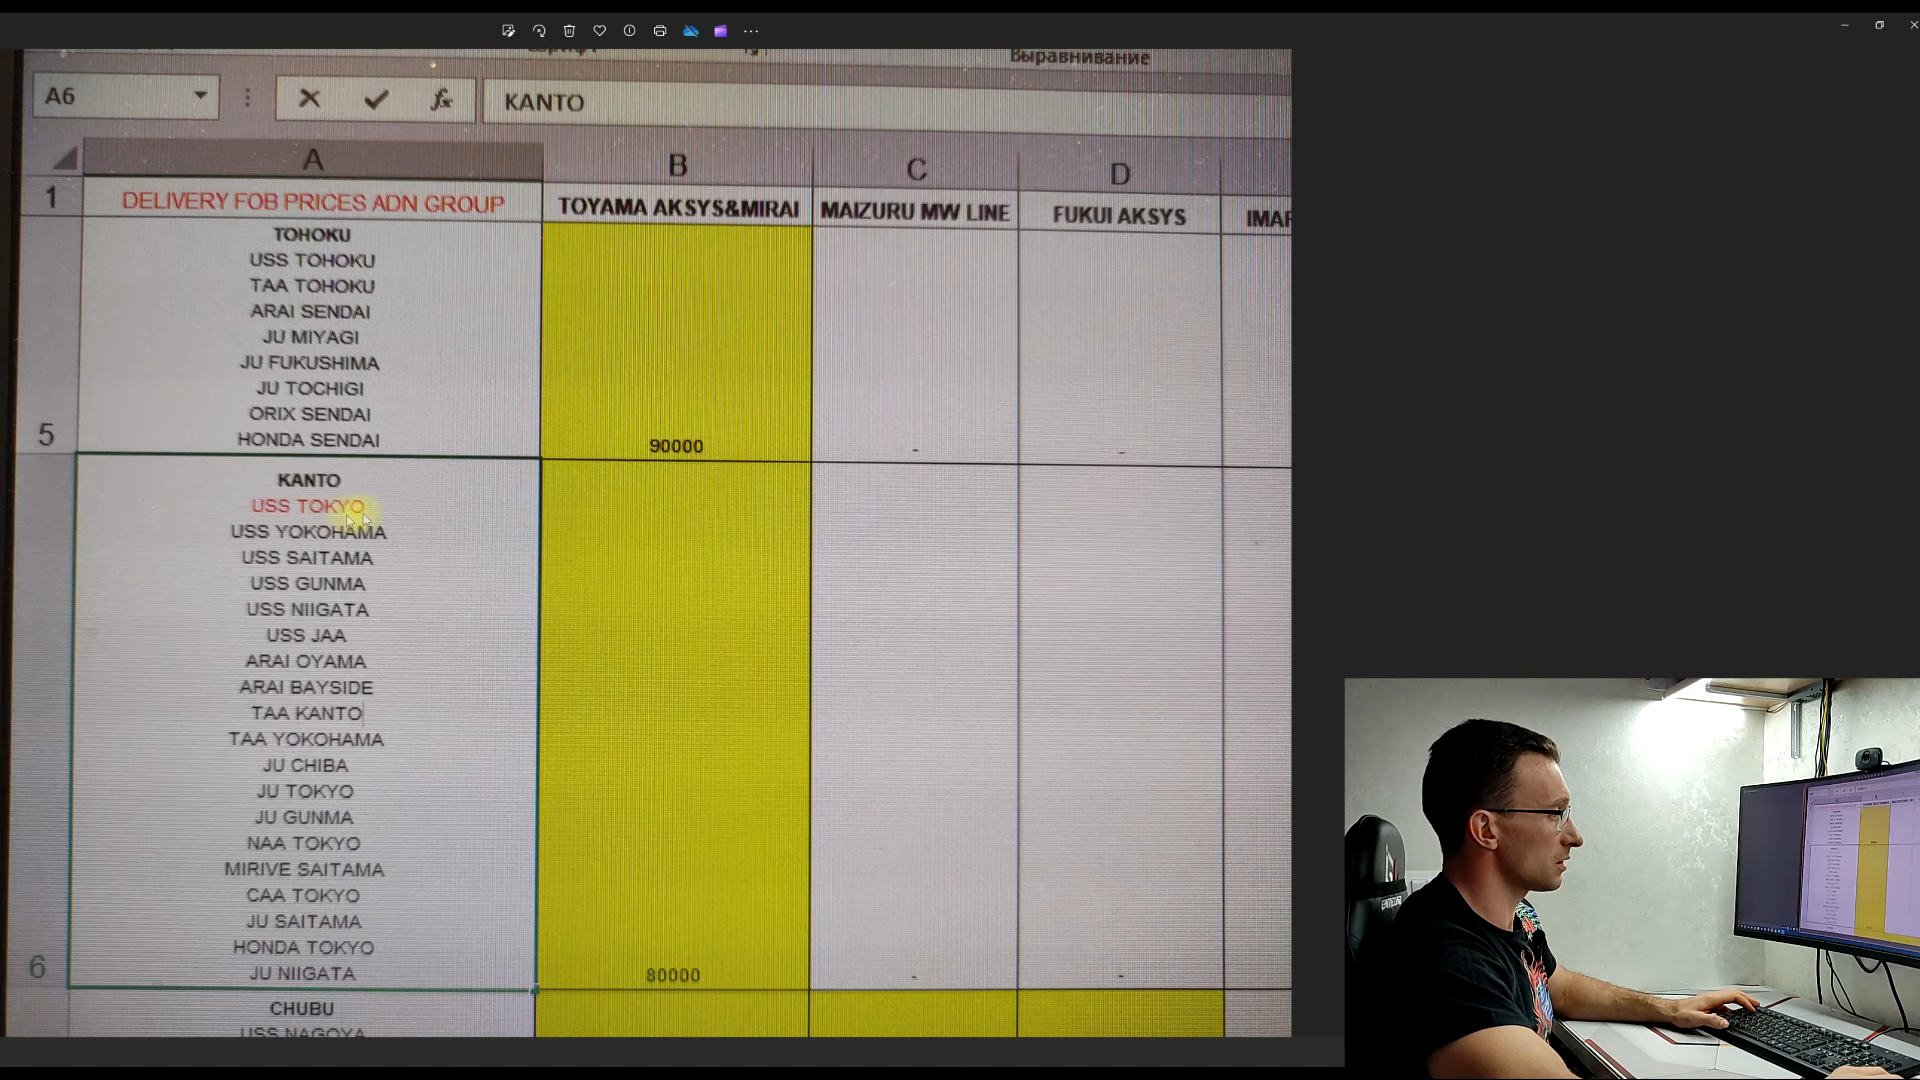 Выравнивание
A6
fx
KANTO
A B C D
1 DELIVERY FOB PRICES ADN GROUP TOYAMA AKSYS&MIRAI MAIZURU MW LINE FUKUI AKSYS
TOHOKU
USS TOHOKU
TAA TOHOKU
ARAI SENDAI
JU MIYAGI
JU FUKUSHIMA
JU TOCHIGI
ORIX SENDAI
5 HONDA SENDAI 90000 - -
KANTO
USS TOKYO
USS YOKOHAMA
USS SAITAMA
USS GUNMA
USS NIIGATA
USS JAA
ARAI OYAMA
ARAI BAYSIDE
TAA KANTO
TAA YOKOHAMA
JU CHIBA
JU TOKYO
JU GUNMA
NAA TOKYO
MIRIVE SAITAMA
CAA TOKYO
JU SAITAMA
HONDA TOKYO
6 JU NIIGATA 80000 - -
CHUBU
USS NAGOYA